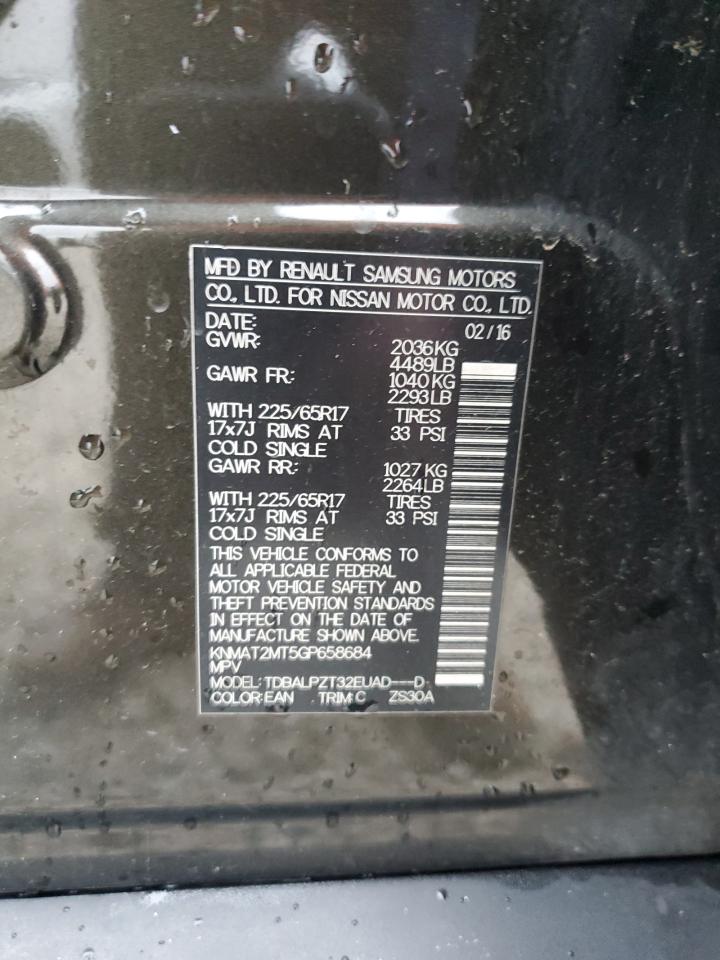 MFD BY RENAULT SAMSUNG MOTORS
CO., LTD. FOR NISSAN MOTOR CO., LTD.
DATE: 02/16
GVWR: 2036KG
4489LB
GAWR FR: 1040KG
2293LB
WITH 225/65R17 TIRES
17x7J RIMS AT 33 PSI
COLD SINGLE
GAWR RR: 1027KG
2264LB
WITH 225/65R17 TIRES
17x7J RIMS AT 33 PSI
COLD SINGLE
THIS VEHICLE CONFORMS TO
ALL APPLICABLE FEDERAL
MOTOR VEHICLE SAFETY AND
THEFT PREVENTION STANDARDS
IN EFFECT ON THE DATE OF
MANUFACTURE SHOWN ABOVE.
KNMAT2MT5GP658684
MPV
MODEL: TDBALPZT32EUAD---D
COLOR: EAN TRIM: C ZS30A